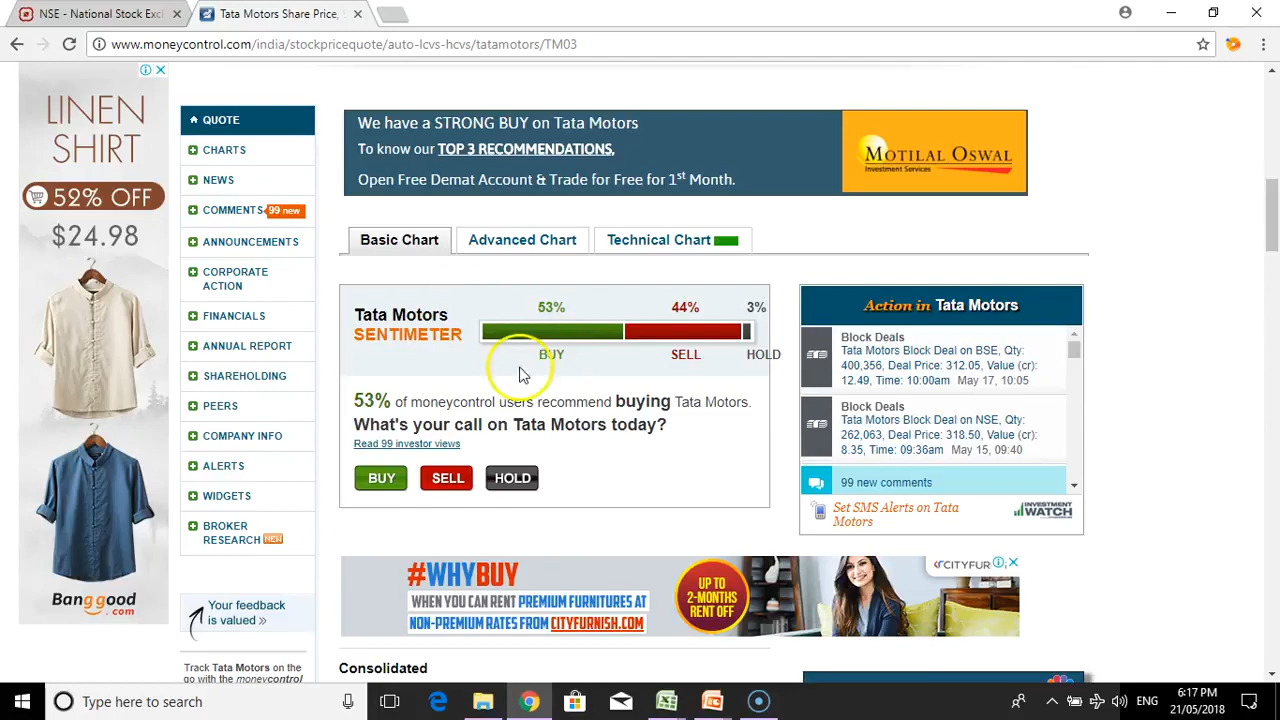 NSE - National Stock Exc
Tata Motors Share Price,
www.moneycontrol.com/india/stockpricequote/auto-lcvs-hcvs/tatamotors/TM03
LINEN
SHIRT
52% OFF
$24.98
Banggood
.com
QUOTE
CHARTS
NEWS
COMMENTS 99 new
ANNOUNCEMENTS
CORPORATE
ACTION
FINANCIALS
ANNUAL REPORT
SHAREHOLDING
PEERS
COMPANY INFO
ALERTS
WIDGETS
BROKER
RESEARCH NEW
Your feedback
is valued »
Track Tata Motors on the
go with the moneycontrol
We have a STRONG BUY on Tata Motors
To know our TOP 3 RECOMMENDATIONS,
Open Free Demat Account & Trade for Free for 1st Month.
MOTILAL OSWAL
Investment Services
Basic Chart
Advanced Chart
Technical Chart
Tata Motors
SENTIMETER
53% 44% 3%
BUY SELL HOLD
53% of moneycontrol users recommend buying Tata Motors.
What's your call on Tata Motors today?
Read 99 investor views
BUY SELL HOLD
Action in Tata Motors
Block Deals
Tata Motors Block Deal on BSE, Qty:
400,356, Deal Price: 312.05, Value (cr):
12.49, Time: 10:00am May 17, 10:05
Block Deals
Tata Motors Block Deal on NSE, Qty:
262,063, Deal Price: 318.50, Value (cr):
8.35, Time: 09:36am May 15, 09:40
99 new comments
Set SMS Alerts on Tata
Motors
INVESTMENT
WATCH
#WHYBUY
WHEN YOU CAN RENT PREMIUM FURNITURES AT
NON-PREMIUM RATES FROM CITYFURNISH.COM
UP TO
2-MONTHS
RENT OFF
CITYFUR
Consolidated
Type here to search
ENG
6:17 PM
21/05/2018